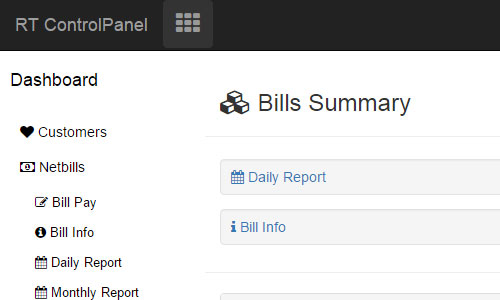 RT ControlPanel
Dashboard
Customers
Netbills
Bill Pay
Bill Info
Daily Report
Monthly Report
Bills Summary
Daily Report
Bill Info